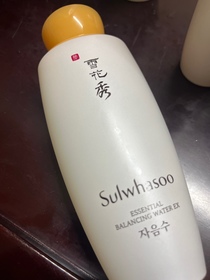 雪花秀
Sulwhasoo
ESSENTIAL
BALANCING WATER EX
자음수